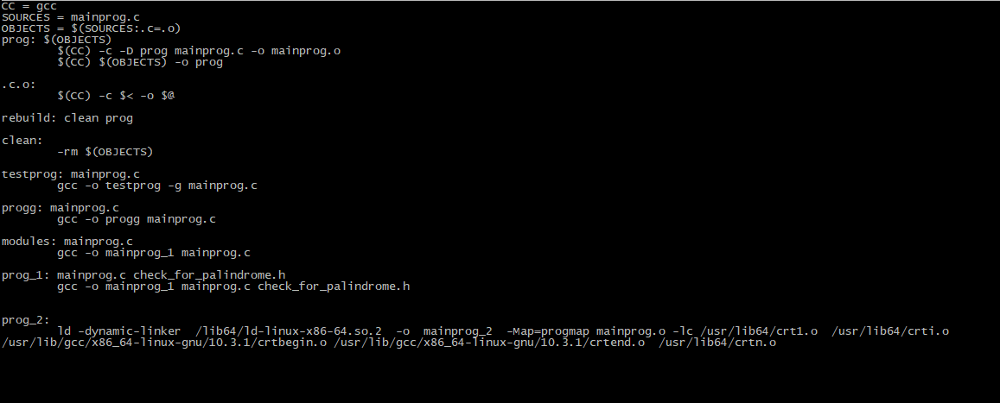 CC = gcc
SOURCES = mainprog.c
OBJECTS = $(SOURCES:.c=.o)
prog: $(OBJECTS)
        $(CC) -c -D prog mainprog.c -o mainprog.o
        $(CC) $(OBJECTS) -o prog

.c.o:
        $(CC) -c $< -o $@

rebuild: clean prog

clean:
        -rm $(OBJECTS)

testprog: mainprog.c
        gcc -o testprog -g mainprog.c

progg: mainprog.c
        gcc -o progg mainprog.c

modules: mainprog.c
        gcc -o mainprog_1 mainprog.c

prog_1: mainprog.c check_for_palindrome.h
        gcc -o mainprog_1 mainprog.c check_for_palindrome.h


prog_2:
        ld -dynamic-linker  /lib64/ld-linux-x86-64.so.2  -o  mainprog_2  -Map=progmap mainprog.o -lc /usr/lib64/crt1.o  /usr/lib64/crti.o
/usr/lib/gcc/x86_64-linux-gnu/10.3.1/crtbegin.o /usr/lib/gcc/x86_64-linux-gnu/10.3.1/crtend.o  /usr/lib64/crtn.o